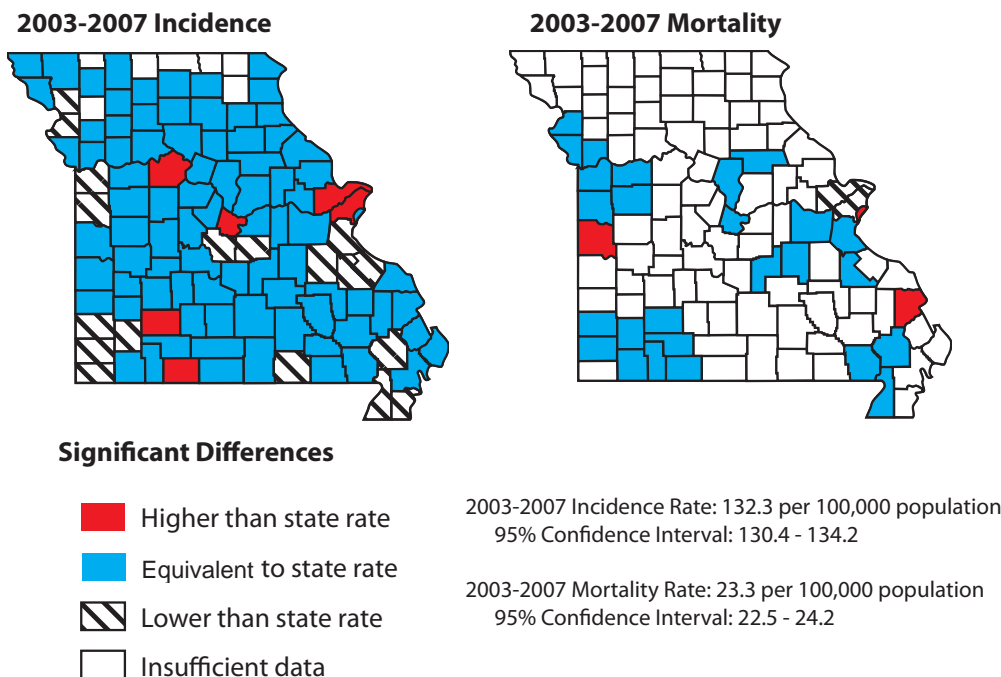 2003-2007 Incidence
2003-2007 Mortality
Significant Differences
Higher than state rate
Equivalent to state rate
Lower than state rate
Insufficient data
2003-2007 Incidence Rate: 132.3 per 100,000 population
95% Confidence Interval: 130.4 - 134.2
2003-2007 Mortality Rate: 23.3 per 100,000 population
95% Confidence Interval: 22.5 - 24.2